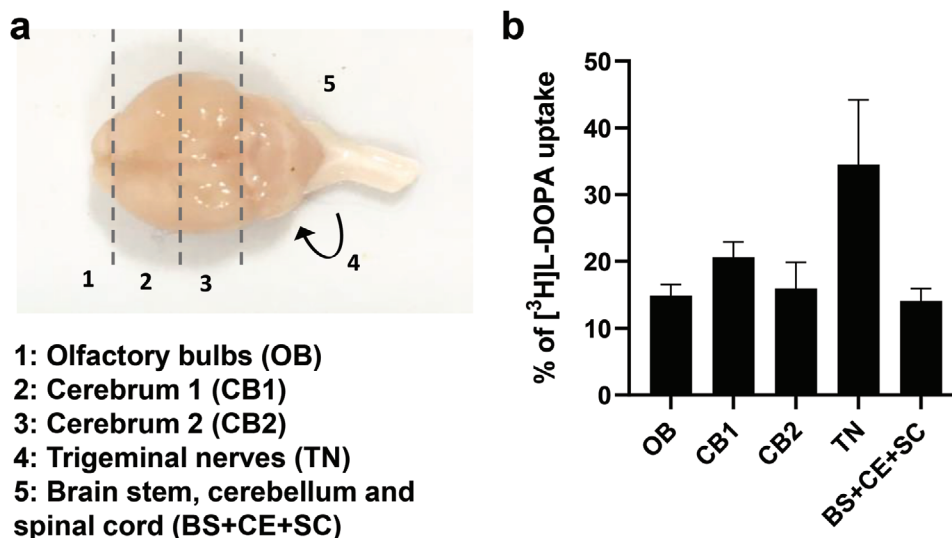 a
1
2
3
4
5
1: Olfactory bulbs (OB)
2: Cerebrum 1 (CB1)
3: Cerebrum 2 (CB2)
4: Trigeminal nerves (TN)
5: Brain stem, cerebellum and
spinal cord (BS+CE+SC)
b
% of [³H]L-DOPA uptake
50
40
30
20
10
0
OB
CB1
CB2
TN
BS+CE+SC